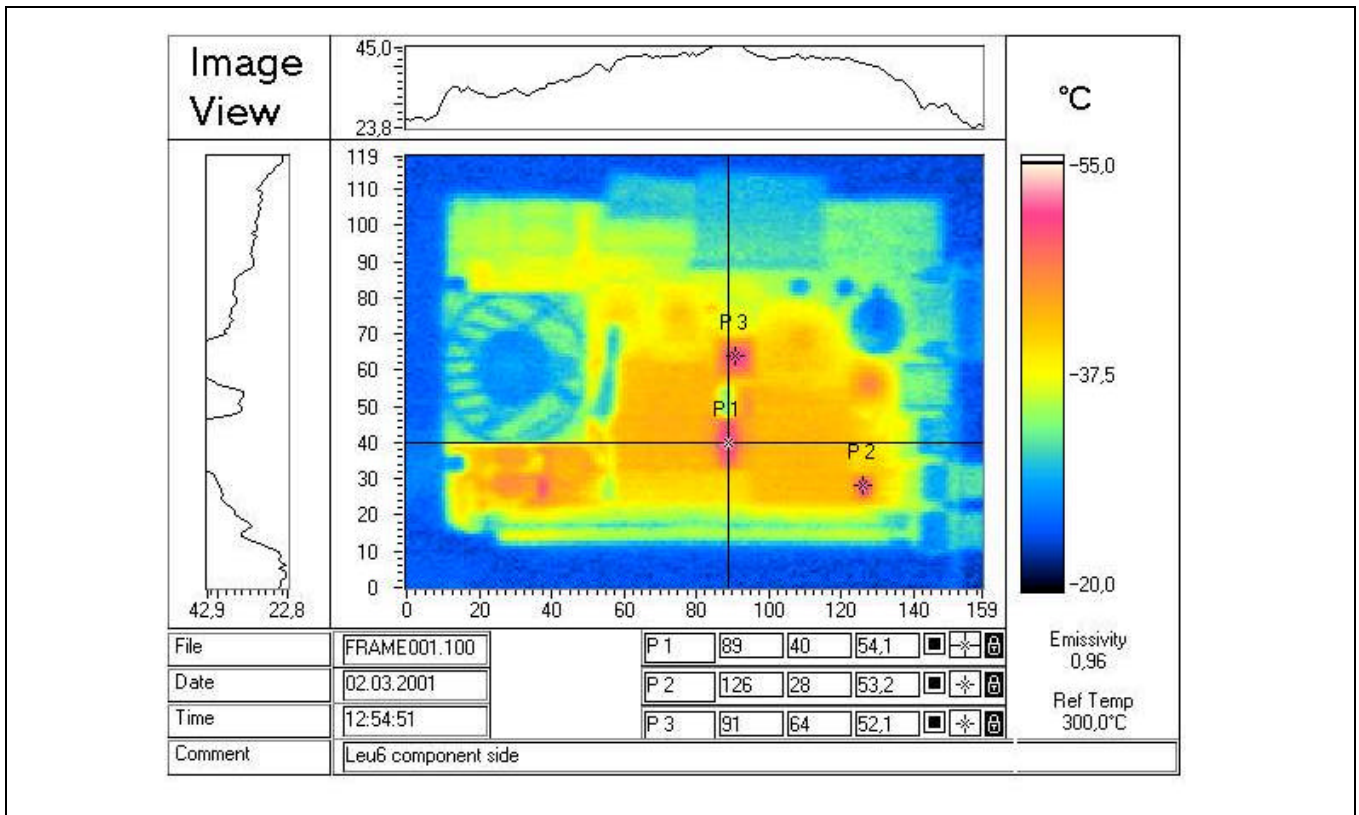 Image
View
45,0
23,8
°C
119
110
100
90
80
70
60
50
40
30
20
10
0
P 3
P 1
P 2
0 20 40 60 80 100 120 140 159
42,9 22,8
55,0
37,5
20,0
File FRAME001.100
Date 02.03.2001
Time 12:54:51
Comment Leu6 component side
P 1 89 40 54,1
P 2 126 28 53,2
P 3 91 64 52,1
Emissivity
0,96
Ref Temp
300,0°C